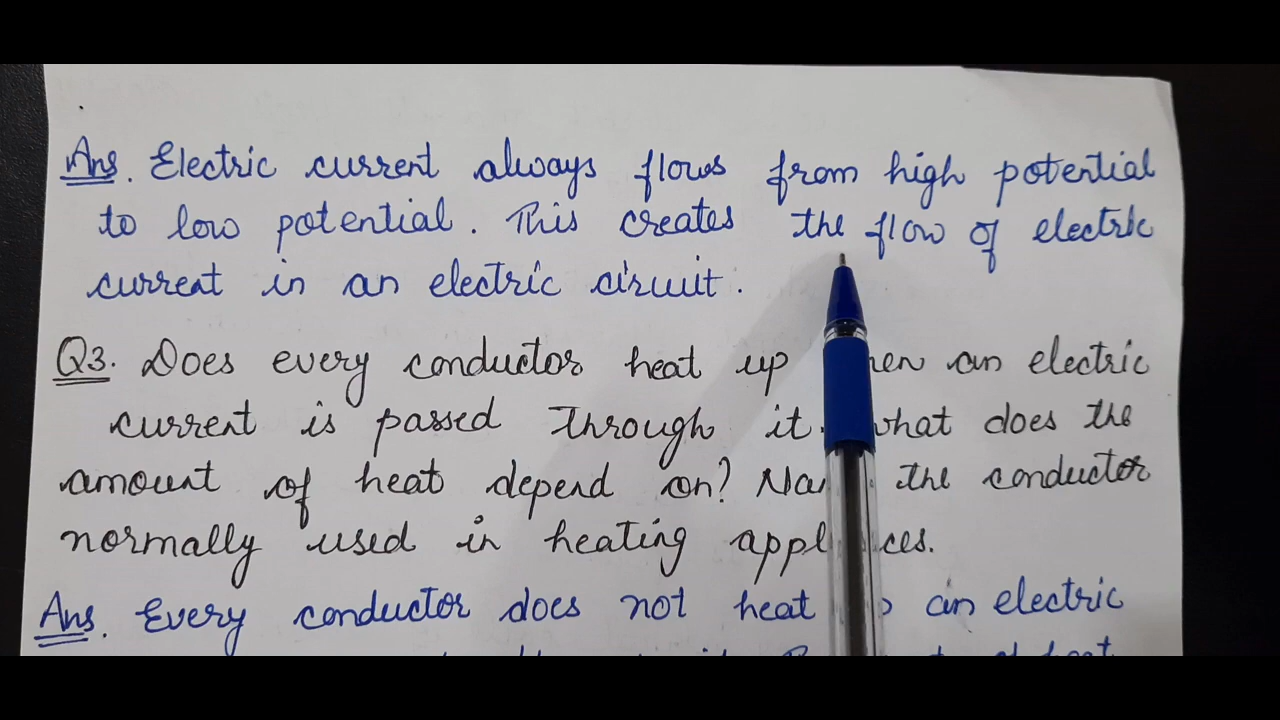 Ans. Electric current always flows from high potential
to low potential. This creates the flow of electric
current in an electric circuit.
Q3. Does every conductor heat up an electric
current is passed through it. what does the
amount of heat depend on? the conductor
normally used in heating
Ans. Every conductor does not heat an electric